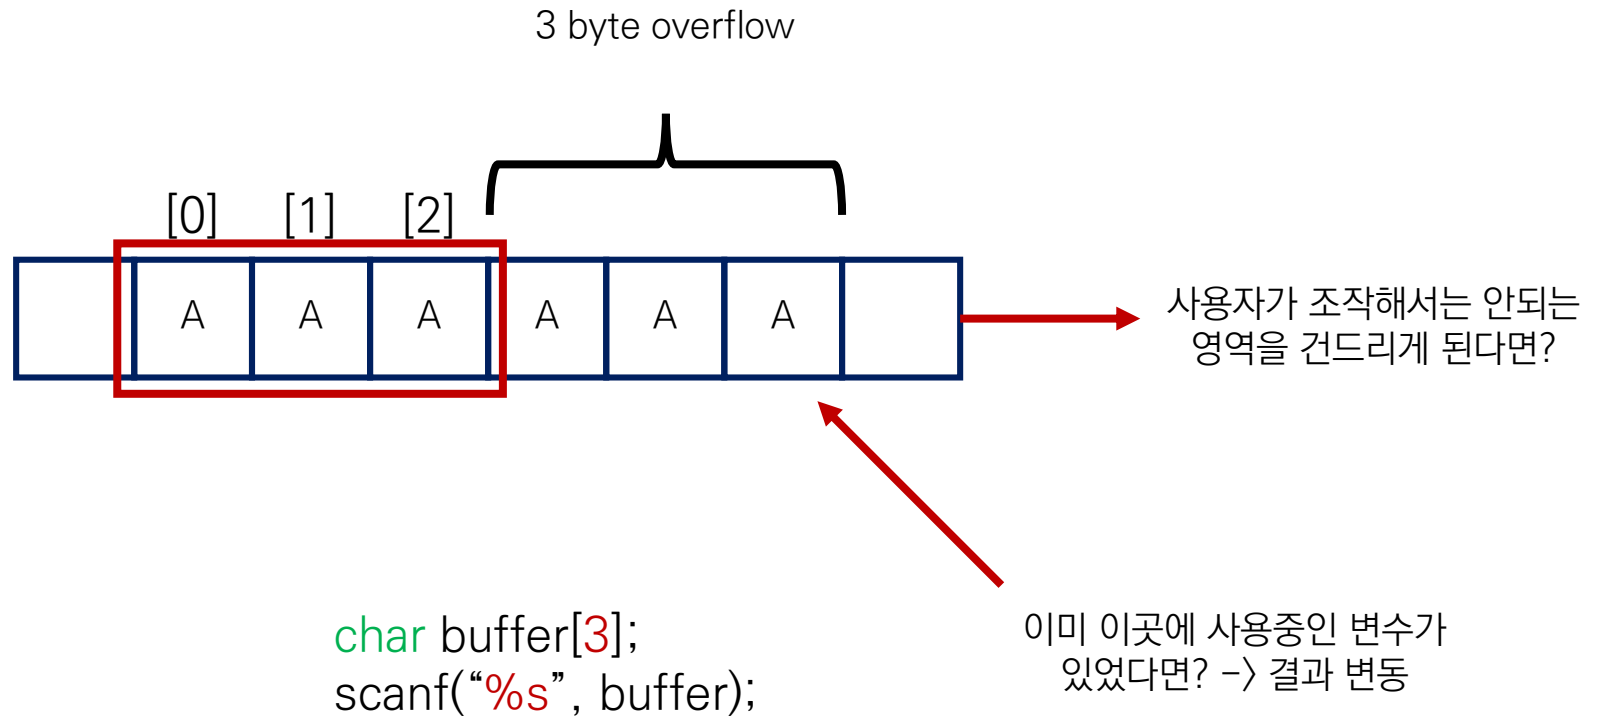 3 byte overflow
[0] [1] [2]
A A A A A A
사용자가 조작해서는 안되는
영역을 건드리게 된다면?
char buffer[3];
scanf(“%s”, buffer);
이미 이곳에 사용중인 변수가
있었다면? -> 결과 변동